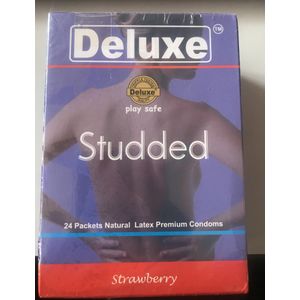 Deluxe TM
Deluxe
play safe
Studded
24 Packets Natural Latex Premium Condoms
Strawberry